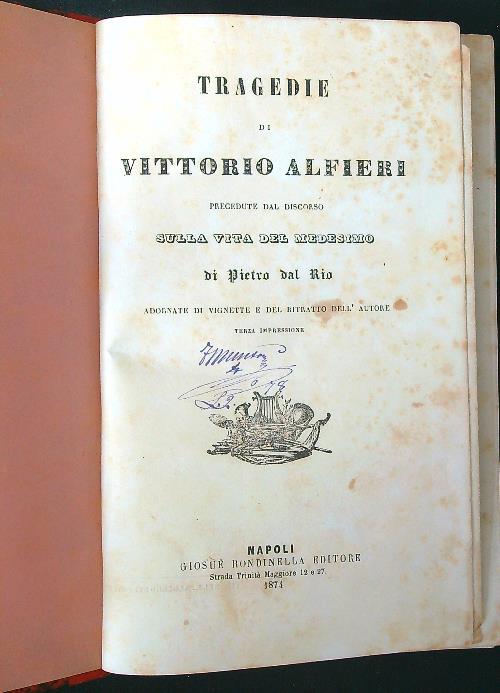 TRAGEDIE
DI
VITTORIO ALFIERI
PRECEDUTE DAL DISCORSO
SULLA VITA DEL MEDESIMO
di Pietro dal Rio
ADORNATE DI VIGNETTE E DEL RITRATTO DELL' AUTORE
TERZA IMPRESSIONE
NAPOLI
GIOSUÈ RONDINELLA EDITORE
Strada Trinità Maggiore 12 e 27.
1871